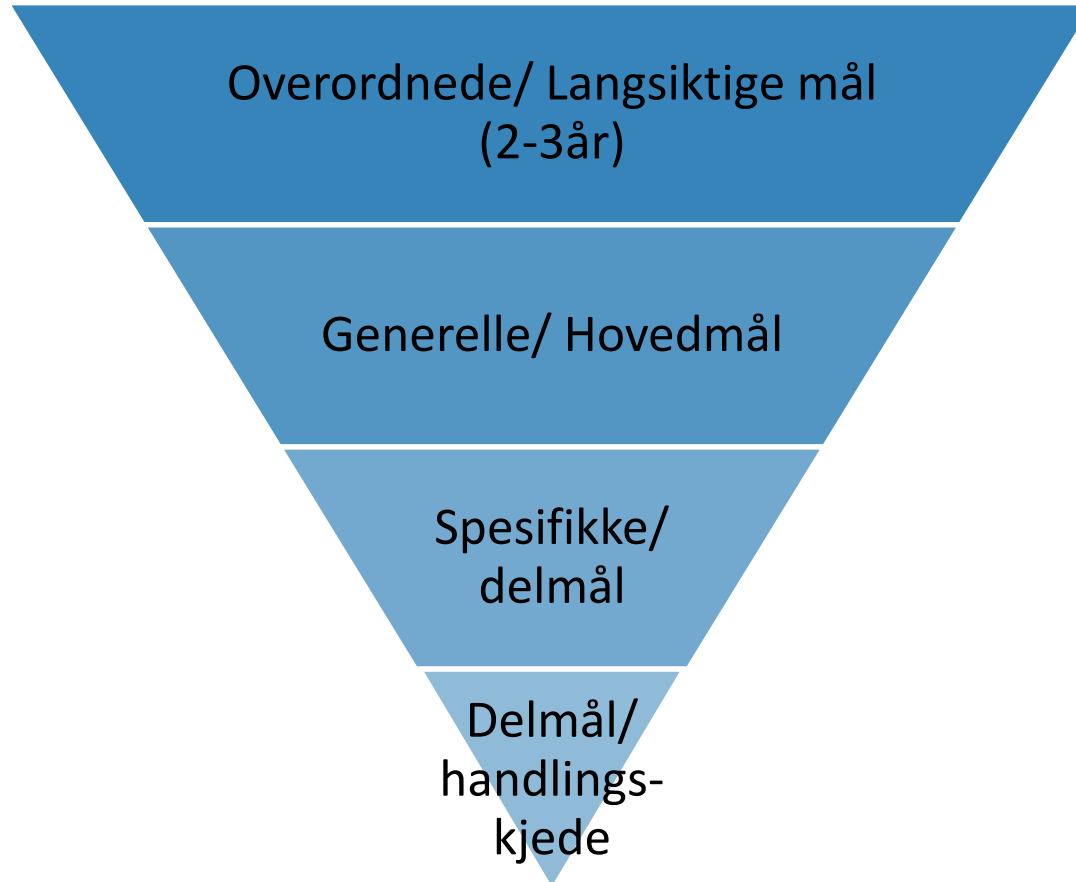 Overordnede/ Langsiktige mål
(2-3år)
Generelle/ Hovedmål
Spesifikke/
delmål
Delmål/
handlings-
kjede